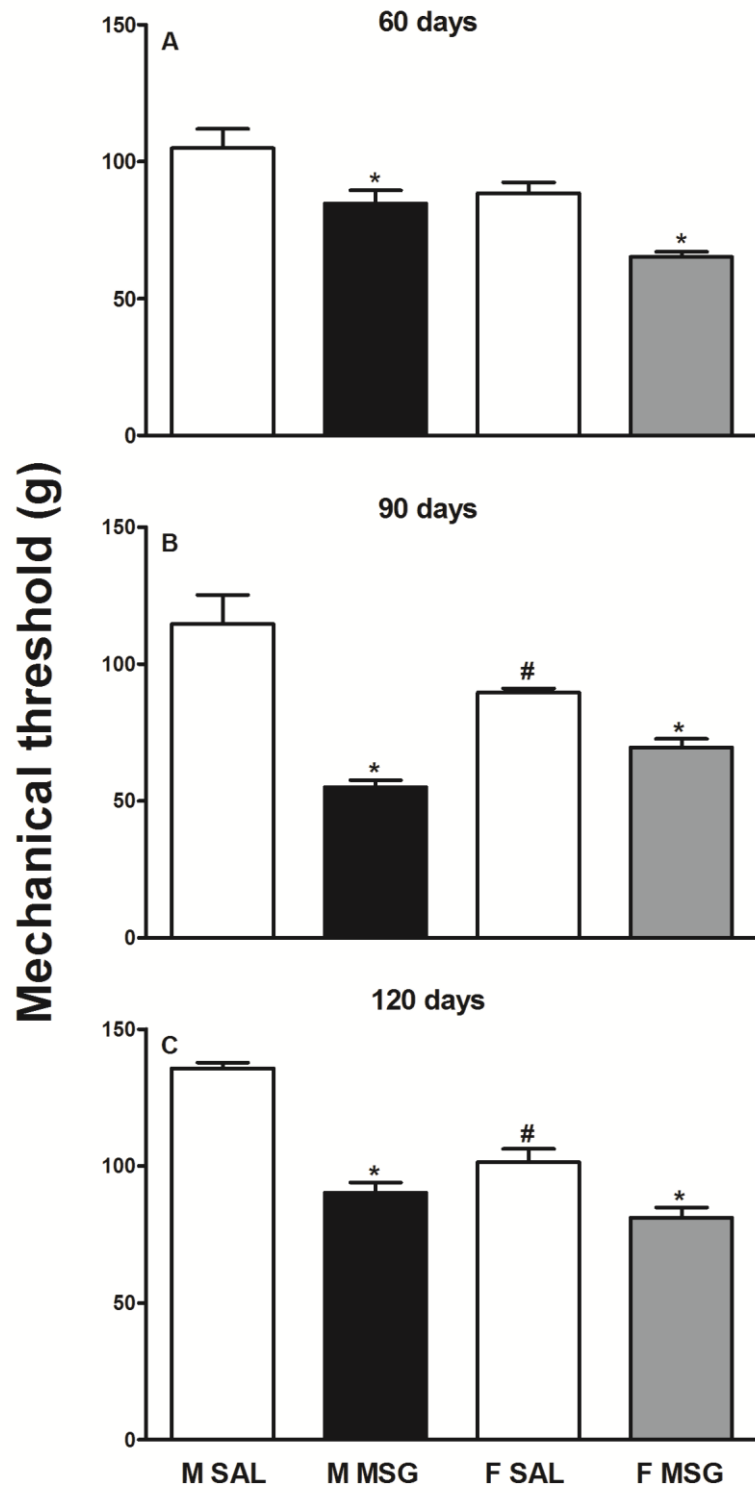 Mechanical threshold (g)
60 days
A
150
100
50
0
*
*
90 days
B
150
100
50
0
*
#
*
120 days
C
150
100
50
0
*
#
*
M SAL M MSG F SAL F MSG